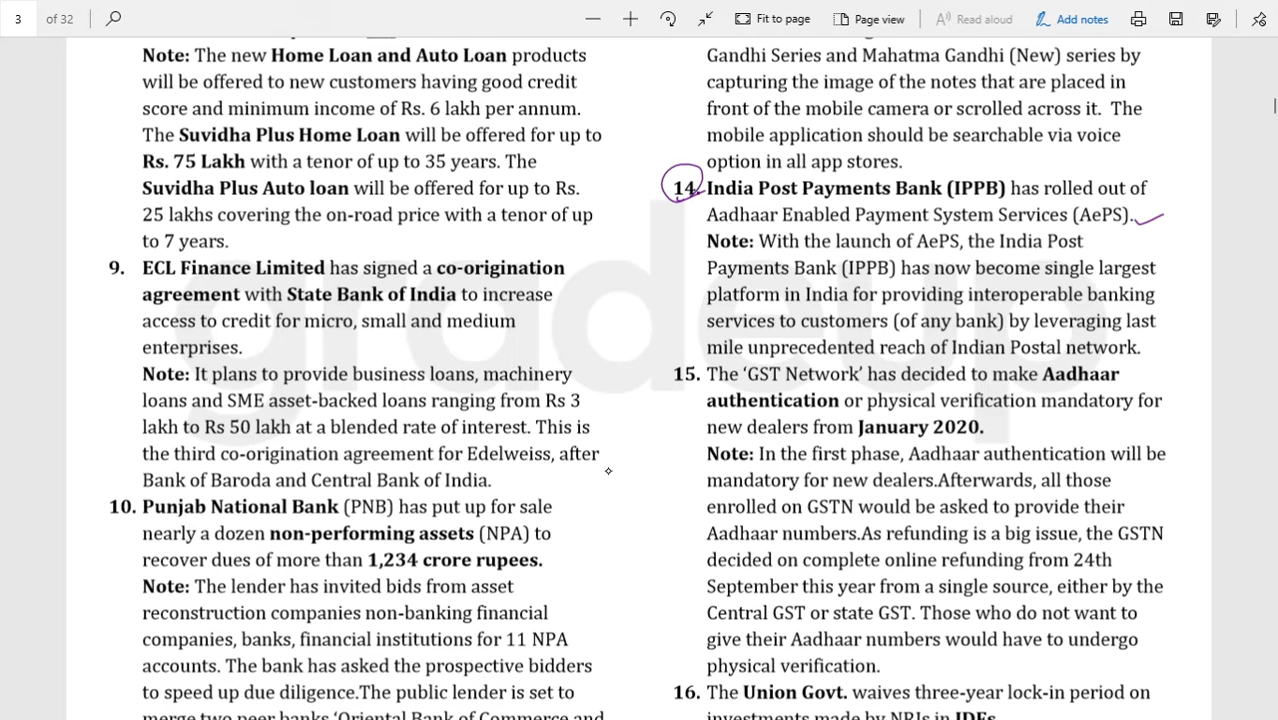 3 of 32
Fit to page
Page view
Read aloud
Add notes
Note: The new Home Loan and Auto Loan products
will be offered to new customers having good credit
score and minimum income of Rs. 6 lakh per annum.
The Suvidha Plus Home Loan will be offered for up to
Rs. 75 Lakh with a tenor of up to 35 years. The
Suvidha Plus Auto loan will be offered for up to Rs.
25 lakhs covering the on-road price with a tenor of up
to 7 years.
9. ECL Finance Limited has signed a co-origination
agreement with State Bank of India to increase
access to credit for micro, small and medium
enterprises.
Note: It plans to provide business loans, machinery
loans and SME asset-backed loans ranging from Rs 3
lakh to Rs 50 lakh at a blended rate of interest. This is
the third co-origination agreement for Edelweiss, after
Bank of Baroda and Central Bank of India.
10. Punjab National Bank (PNB) has put up for sale
nearly a dozen non-performing assets (NPA) to
recover dues of more than 1,234 crore rupees.
Note: The lender has invited bids from asset
reconstruction companies non-banking financial
companies, banks, financial institutions for 11 NPA
accounts. The bank has asked the prospective bidders
to speed up due diligence.The public lender is set to
merge two peer banks 'Oriental Bank of Commerce and
Gandhi Series and Mahatma Gandhi (New) series by
capturing the image of the notes that are placed in
front of the mobile camera or scrolled across it. The
mobile application should be searchable via voice
option in all app stores.
14. India Post Payments Bank (IPPB) has rolled out of
Aadhaar Enabled Payment System Services (AePS).
Note: With the launch of AePS, the India Post
Payments Bank (IPPB) has now become single largest
platform in India for providing interoperable banking
services to customers (of any bank) by leveraging last
mile unprecedented reach of Indian Postal network.
15. The 'GST Network' has decided to make Aadhaar
authentication or physical verification mandatory for
new dealers from January 2020.
Note: In the first phase, Aadhaar authentication will be
mandatory for new dealers.Afterwards, all those
enrolled on GSTN would be asked to provide their
Aadhaar numbers.As refunding is a big issue, the GSTN
decided on complete online refunding from 24th
September this year from a single source, either by the
Central GST or state GST. Those who do not want to
give their Aadhaar numbers would have to undergo
physical verification.
16. The Union Govt. waives three-year lock-in period on
investments made by NRIs in IDFs.
gradeup